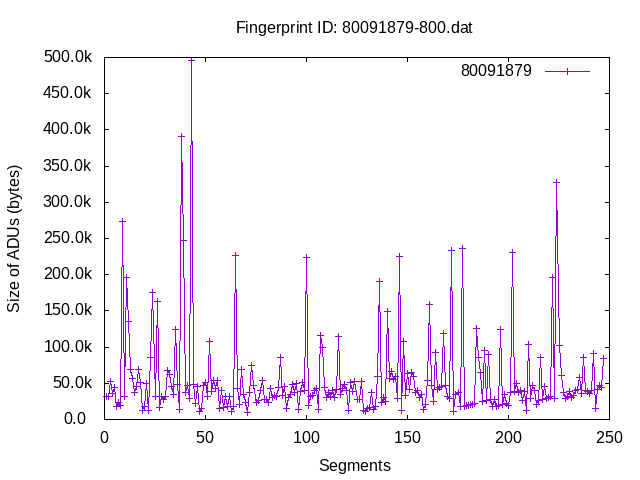 Fingerprint ID: 80091879-800.dat
80091879
500.0k
450.0k
400.0k
350.0k
300.0k
250.0k
200.0k
150.0k
100.0k
50.0k
0.0
Size of ADUs (bytes)
0 50 100 150 200 250
Segments